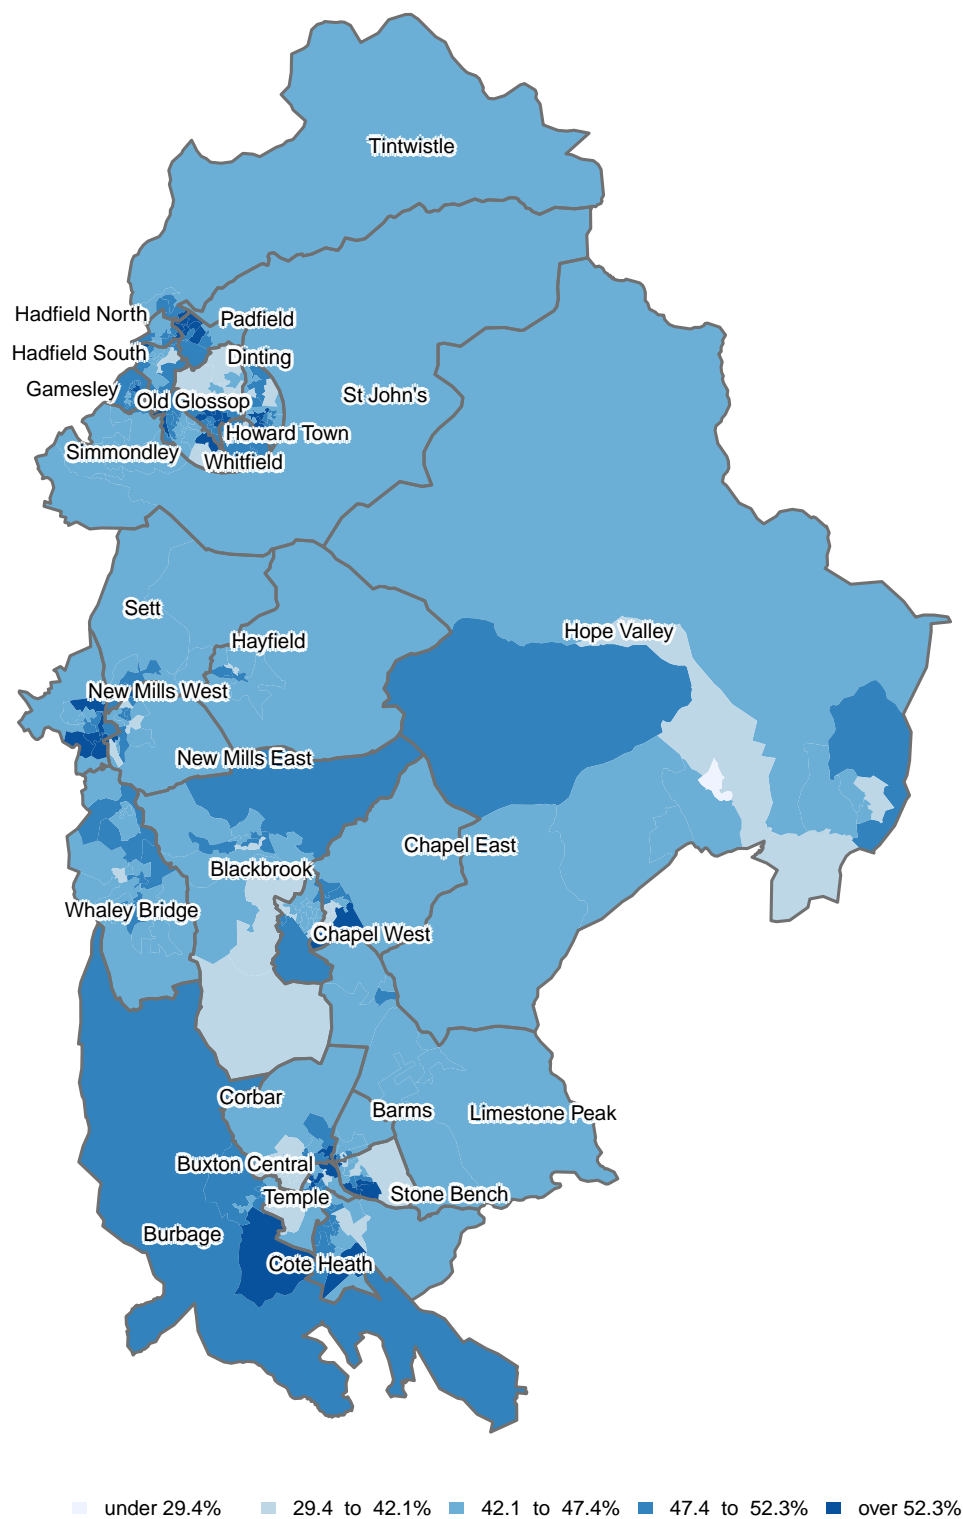 Tintwistle
Hadfield North
Padfield
Hadfield South
Dinting
Gamesley
Old Glossop
St John's
Howard Town
Simmondley
Whitfield
Sett
Hope Valley
Hayfield
New Mills West
New Mills East
Chapel East
Blackbrook
Whaley Bridge
Chapel West
Corbar
Barms
Limestone Peak
Buxton Central
Temple
Stone Bench
Burbage
Cote Heath
under 29.4% 29.4 to 42.1% 42.1 to 47.4% 47.4 to 52.3% over 52.3%